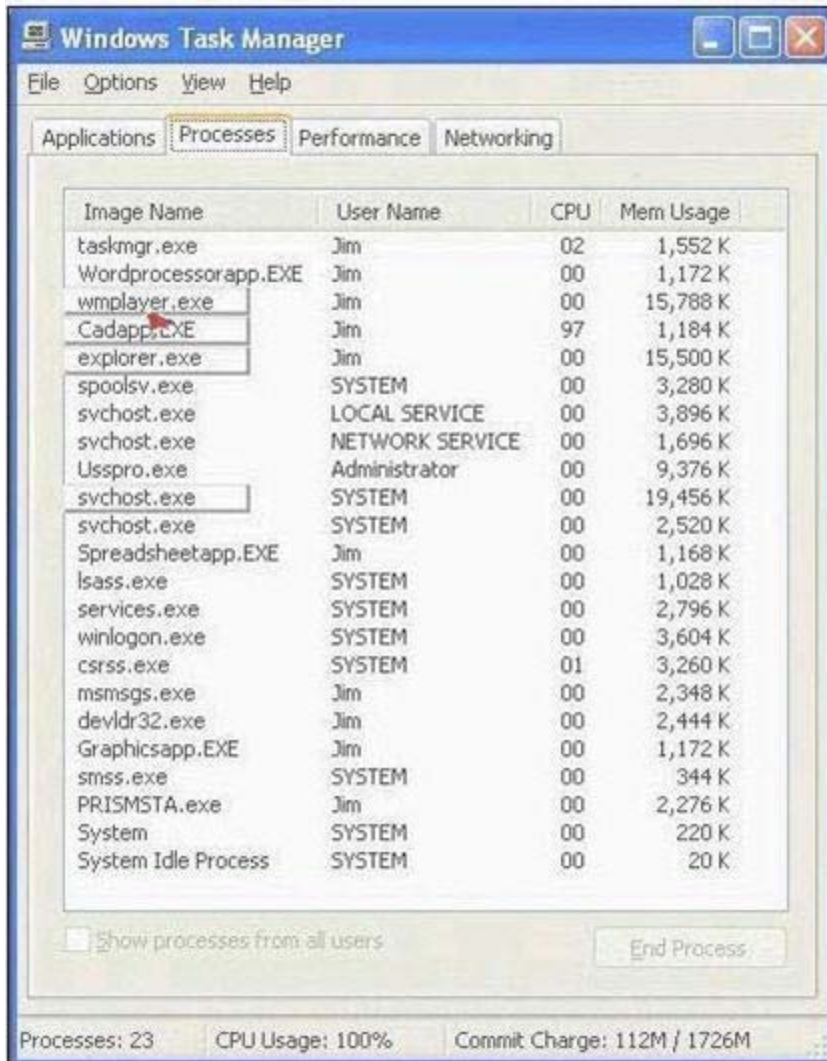 Windows Task Manager
File Options View Help
Applications Processes Performance Networking
Image Name User Name CPU Mem Usage
taskmgr.exe Jim 02 1,552 K
Wordprocessorapp.EXE Jim 00 1,172 K
wmplayer.exe Jim 00 15,788 K
Cadapp.EXE Jim 97 1,184 K
explorer.exe Jim 00 15,500 K
spoolsv.exe SYSTEM 00 3,280 K
svchost.exe LOCAL SERVICE 00 3,896 K
svchost.exe NETWORK SERVICE 00 1,696 K
Usspro.exe Administrator 00 9,376 K
svchost.exe SYSTEM 00 19,456 K
svchost.exe SYSTEM 00 2,520 K
Spreadsheetapp.EXE Jim 00 1,168 K
lsass.exe SYSTEM 00 1,028 K
services.exe SYSTEM 00 2,796 K
winlogon.exe SYSTEM 00 3,604 K
csrss.exe SYSTEM 01 3,260 K
msmsgs.exe Jim 00 2,348 K
devldr32.exe Jim 00 2,444 K
Graphicsapp.EXE Jim 00 1,172 K
smss.exe SYSTEM 00 344 K
PRISMSTA.exe Jim 00 2,276 K
System SYSTEM 00 220 K
System Idle Process SYSTEM 00 20 K
Show processes from all users End Process
Processes: 23 CPU Usage: 100% Commit Charge: 112M / 1726M